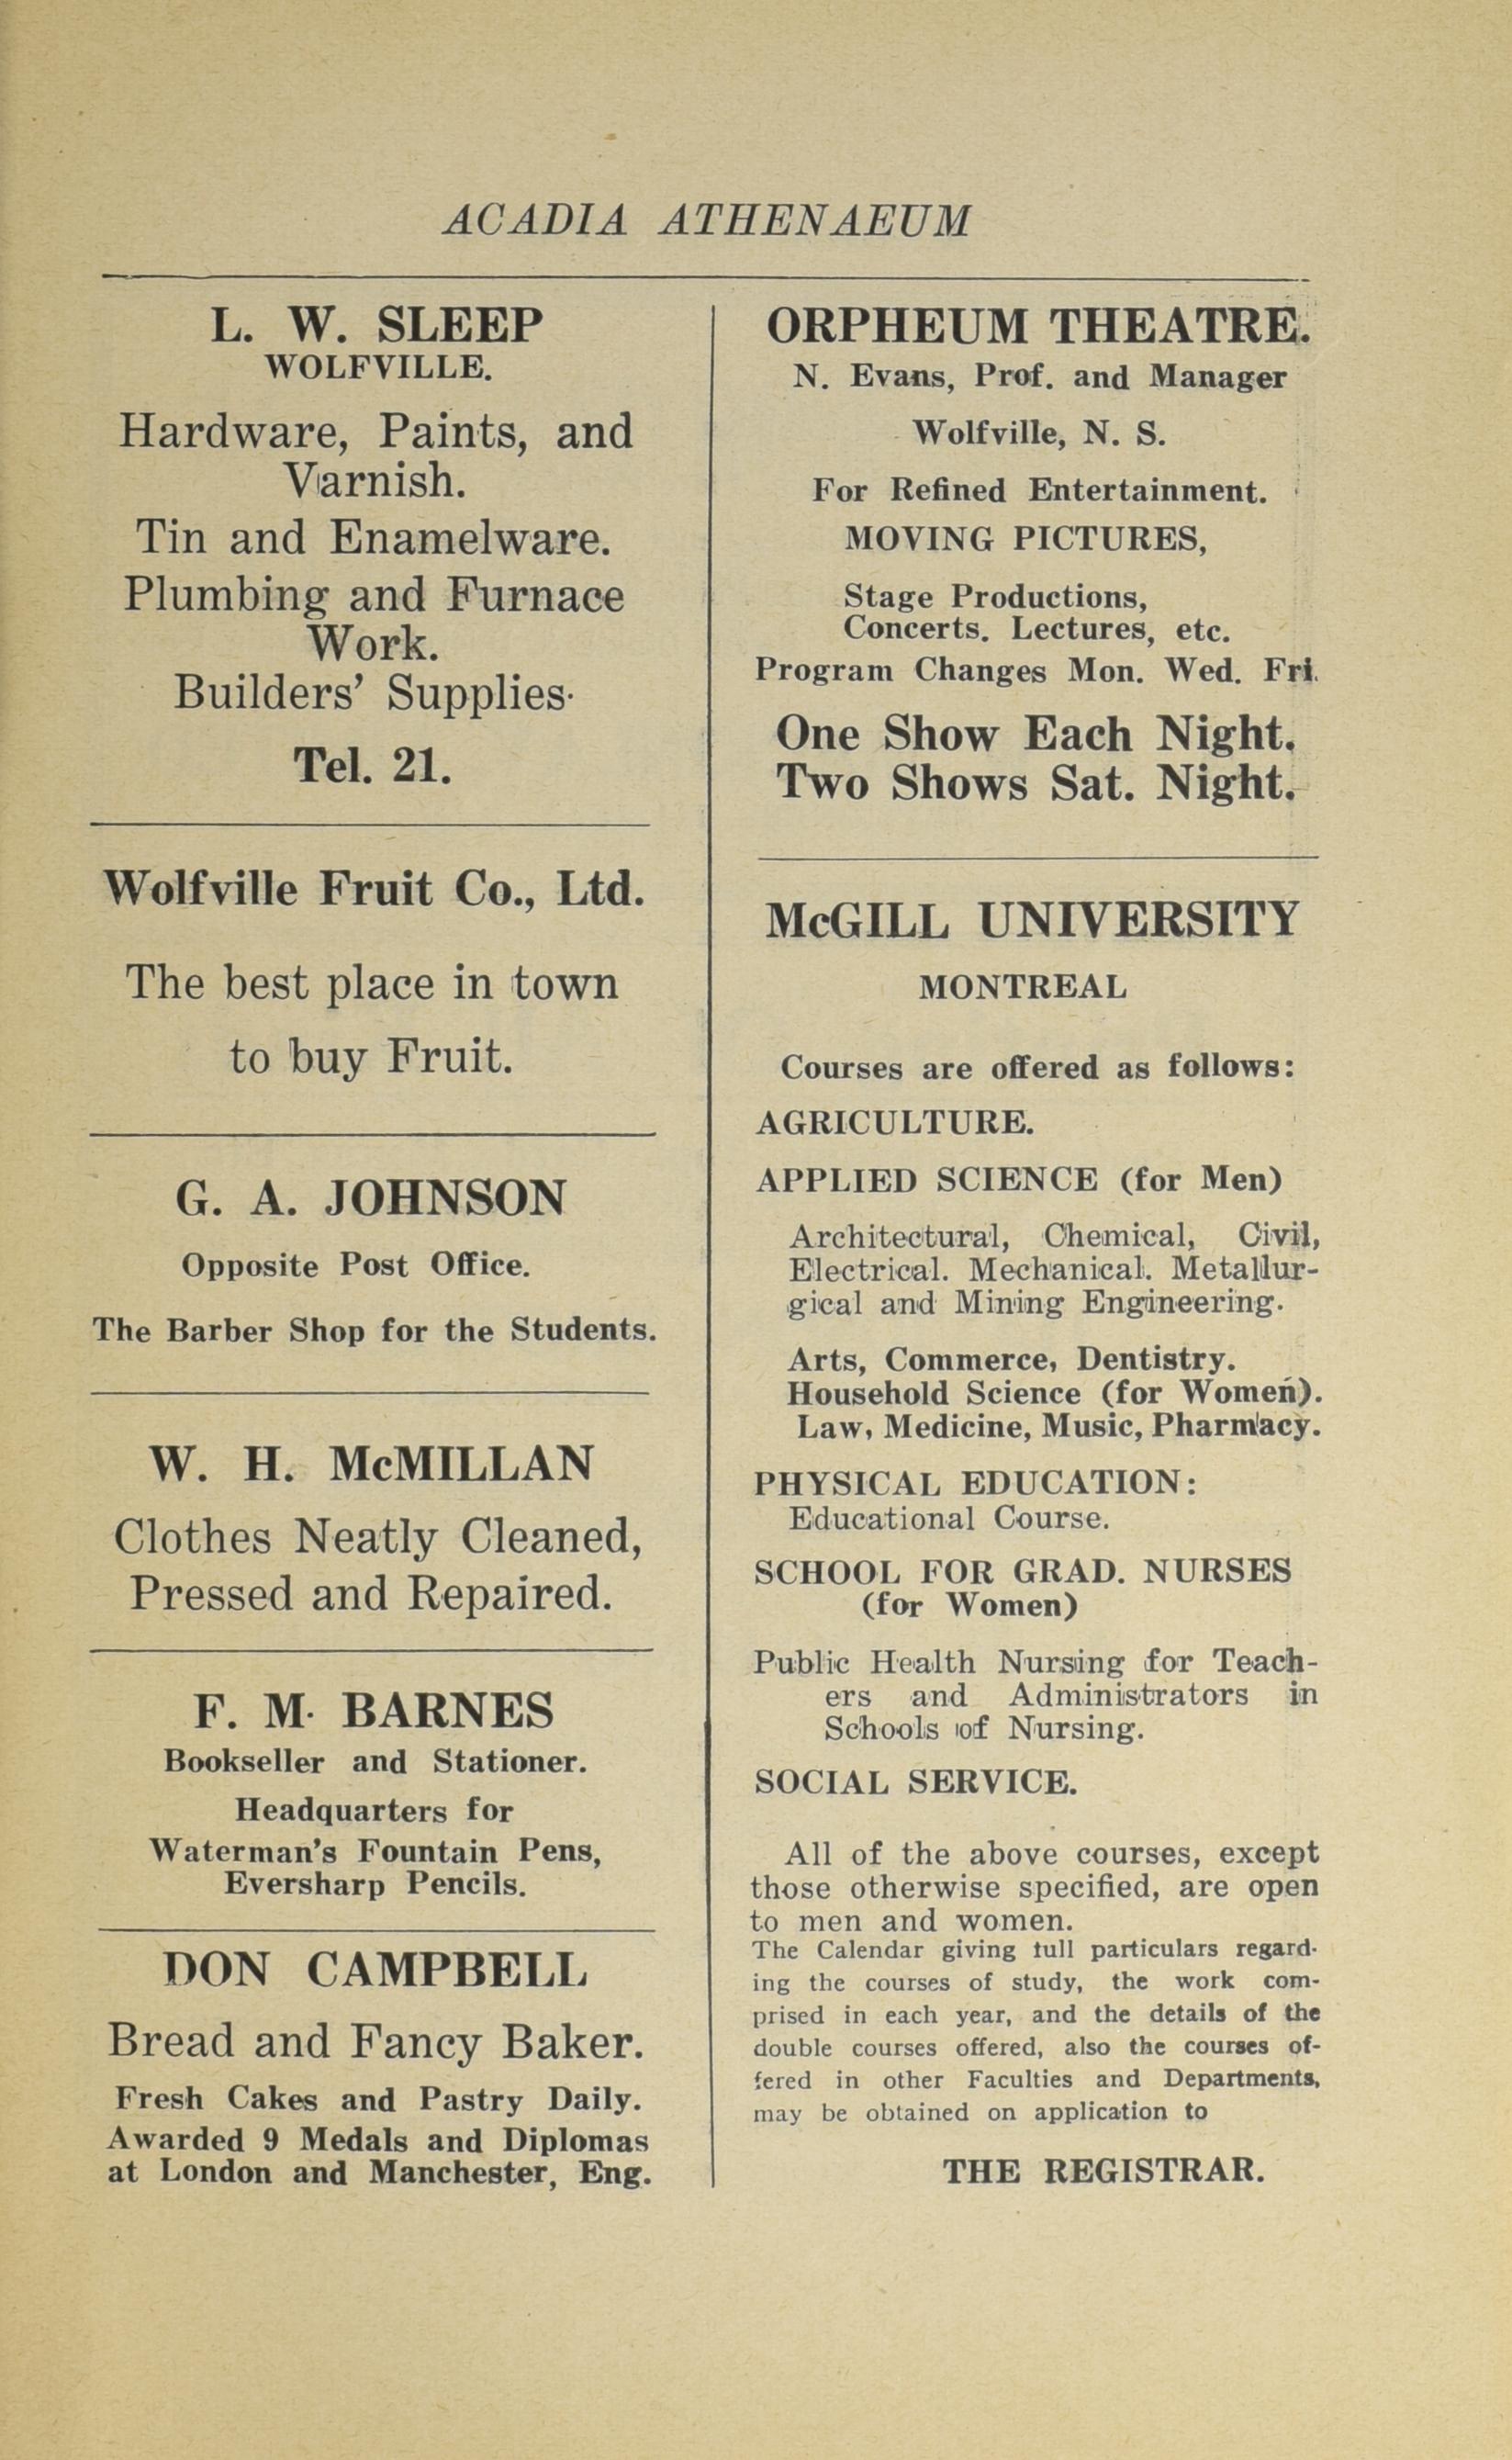 ACADIA ATHENAEUM
L. W. SLEEP
WOLFVILLE.
Hardware, Paints, and
Varnish.
Tin and Enamelware.
Plumbing and Furnace
Work.
Builders' Supplies.
Tel. 21.
Wolfville Fruit Co., Ltd.
The best place in town
to buy Fruit.
G. A. JOHNSON
Opposite Post Office.
The Barber Shop for the Students.
W. H. McMILLAN
Clothes Neatly Cleaned,
Pressed and Repaired.
F. M. BARNES
Bookseller and Stationer.
Headquarters for
Waterman's Fountain Pens,
Eversharp Pencils.
DON CAMPBELL
Bread and Fancy Baker.
Fresh Cakes and Pastry Daily.
Awarded 9 Medals and Diplomas
at London and Manchester, Eng.
ORPHEUM THEATRE.
N. Evans, Prof. and Manager
Wolfville, N. S.
For Refined Entertainment.
MOVING PICTURES,
Stage Productions,
Concerts. Lectures, etc.
Program Changes Mon. Wed. Fri.
One Show Each Night.
Two Shows Sat. Night.
McGILL UNIVERSITY
MONTREAL
Courses are offered as follows:
AGRICULTURE.
APPLIED SCIENCE (for Men)
Architectural, Chemical, Civil,
Electrical. Mechanical. Metallur-
gical and Mining Engineering.
Arts, Commerce, Dentistry.
Household Science (for Women).
Law, Medicine, Music, Pharmacy.
PHYSICAL EDUCATION:
Educational Course.
SCHOOL FOR GRAD. NURSES
(for Women)
Public Health Nursing for Teach-
ers and Administrators in
Schools of Nursing.
SOCIAL SERVICE.
All of the above courses, except
those otherwise specified, are open
to men and women.
The Calendar giving full particulars regard-
ing the courses of study, the work com-
prised in each year, and the details of the
double courses offered, also the courses of-
fered in other Faculties and Departments,
may be obtained on application to
THE REGISTRAR.